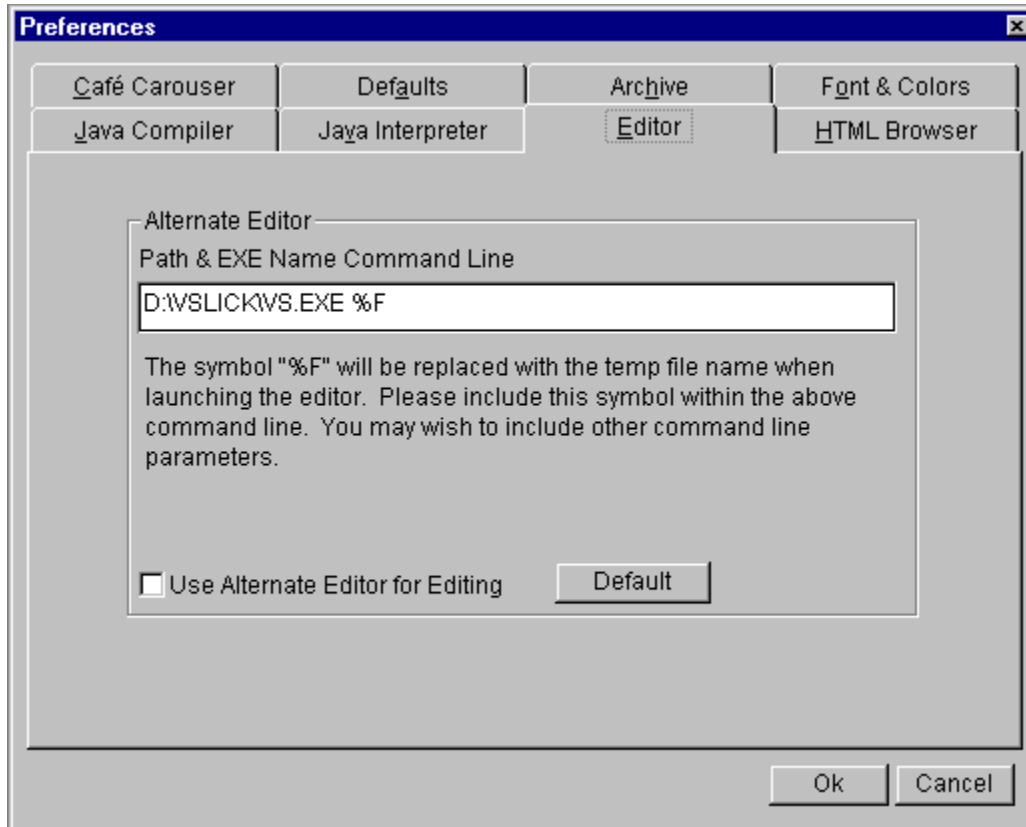 Preferences
Café Carouser
Defaults
Archive
Font & Colors
Java Compiler
Java Interpreter
Editor
HTML Browser
Alternate Editor
Path & EXE Name Command Line
D:\VSLICK\VS.EXE %F
The symbol "%F" will be replaced with the temp file name when
launching the editor.  Please include this symbol within the above
command line.  You may wish to include other command line
parameters.
Use Alternate Editor for Editing
Default
Ok
Cancel